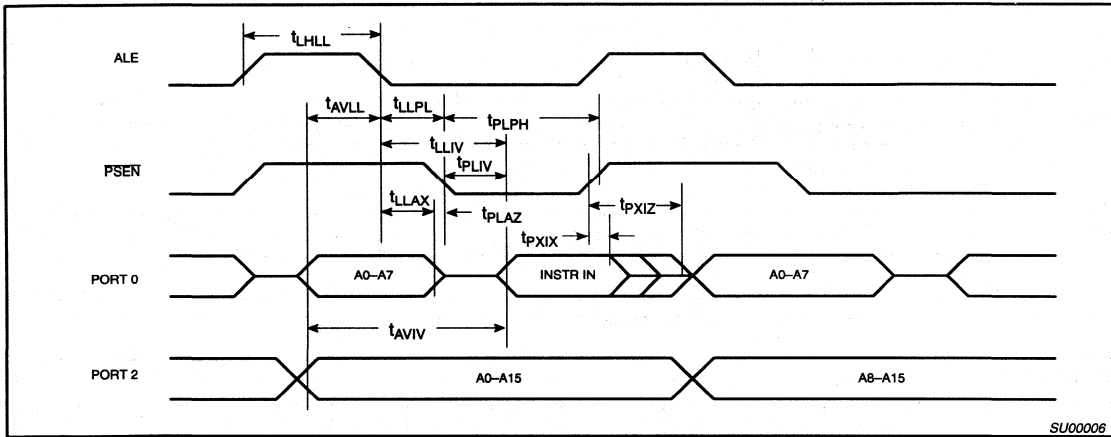 ALE
tLHLL
tAVLL
tLLPL
tPLPH
tLLIV
PSEN
tPLIV
tLLAX
tPLAZ
tPXIZ
tPXIX
PORT 0
A0–A7
INSTR IN
A0–A7
tAVIV
PORT 2
A0–A15
A8–A15
SU00006